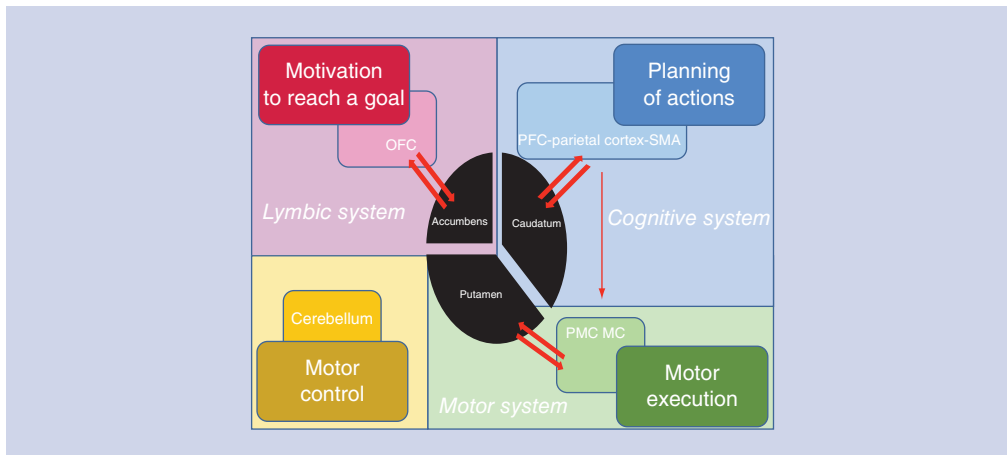 Motivation
to reach a goal
OFC
Lymbic system
Accumbens
Planning
of actions
PFC-parietal cortex-SMA
Caudatum
Cognitive system
Putamen
Cerebellum
Motor
control
PMC MC
Motor
execution
Motor system